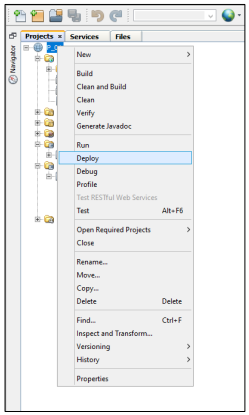 Projects × Services Files
Navigator
New >
Build
Clean and Build
Clean
Verify
Generate Javadoc
Run
Deploy
Debug
Profile
Test RESTful Web Services
Test Alt+F6
Open Required Projects >
Close
Rename...
Move...
Copy...
Delete Delete
Find... Ctrl+F
Inspect and Transform...
Versioning >
History >
Properties